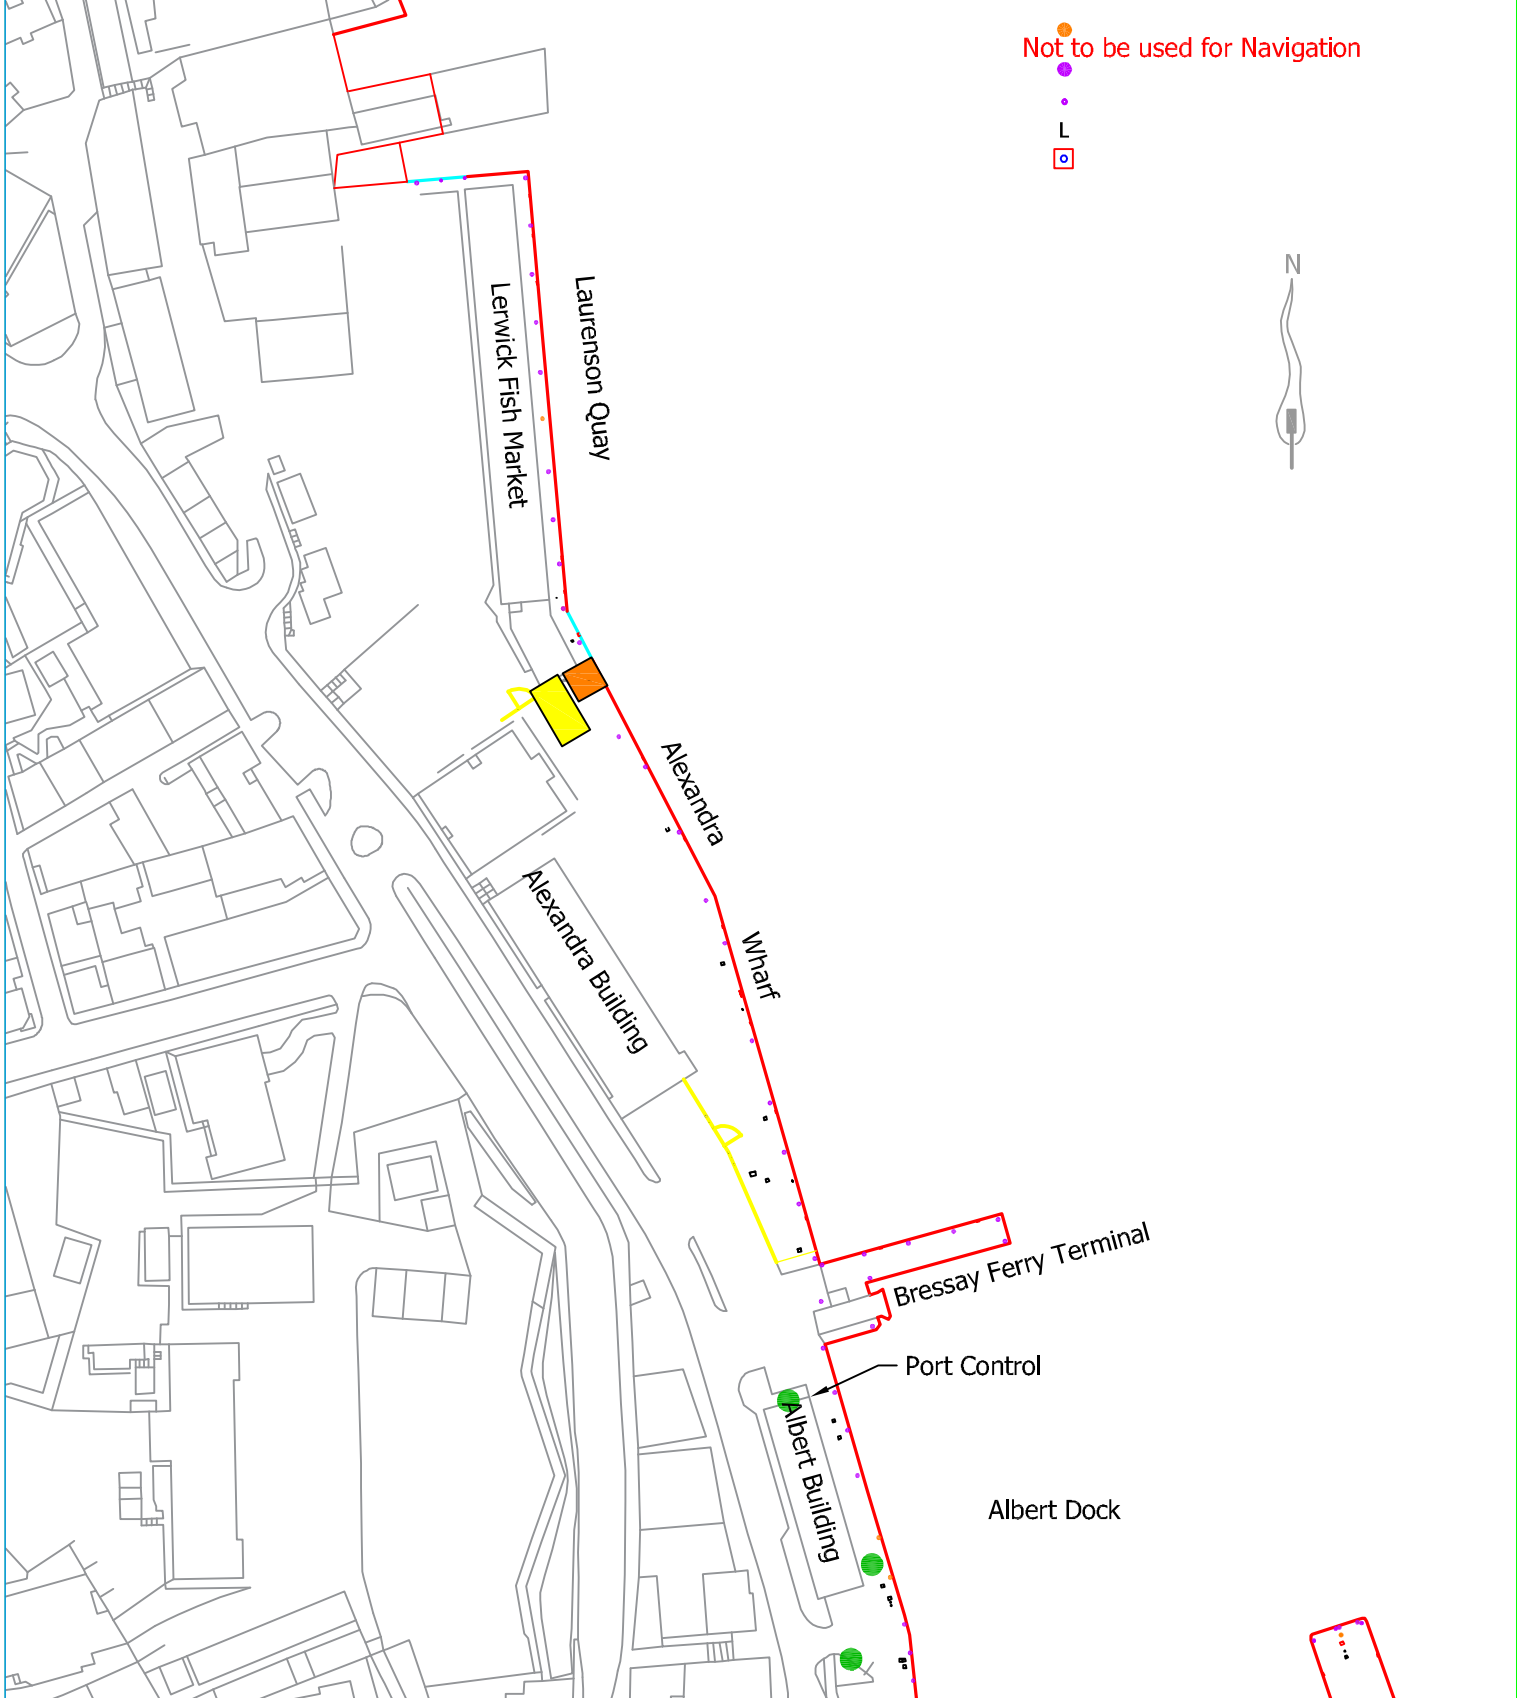 Not to be used for Navigation
L
N
Laurenson Quay
Lerwick Fish Market
Alexandra
Wharf
Alexandra Building
Bressay Ferry Terminal
Port Control
Albert Building
Albert Dock